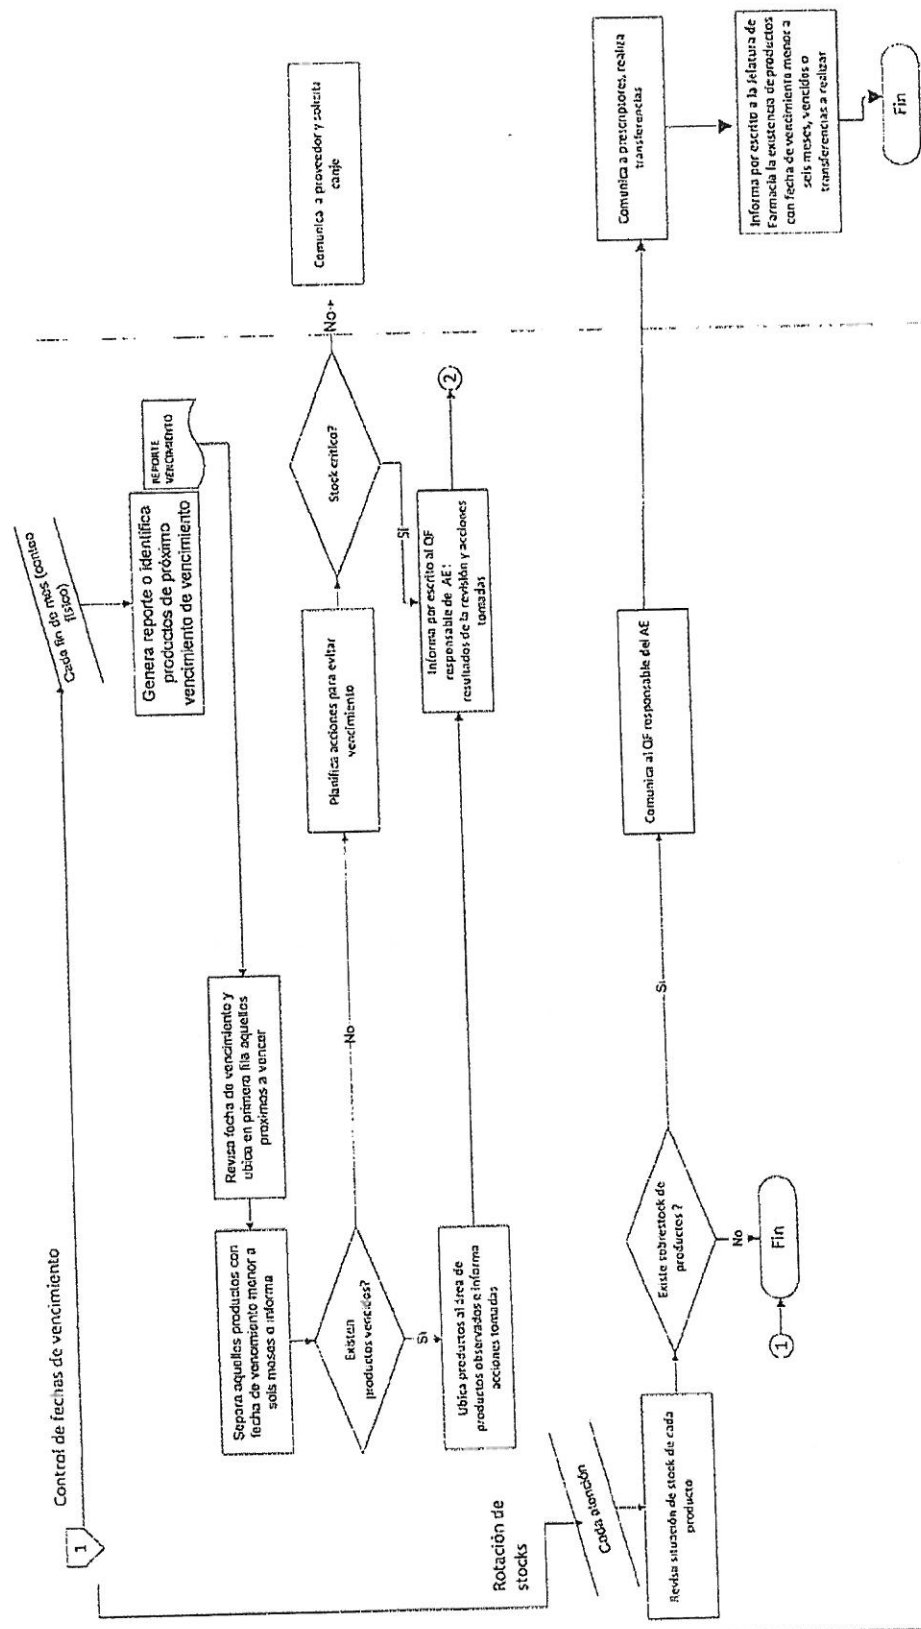 1
Control de fechas de vencimiento
Cada fin de mes (conteo
físico)
Genera reporte o identifica
productos de próximo
vencimiento de vencimiento
REPORTE
VENCIMIENTO
Revisa fecha de vencimiento y
ubica en primera fila aquellos
proximos a vencer
Separa aquellos productos con
fecha de vencimiento menor a
seis meses o informa
Existen
productos vencidos?
No
Planifica acciones para evitar
vencimiento
Stock crítico?
No
Comunica a proveedor y solicita
canje
Si
Si
Ubica productos al área de
productos observados e informa
acciones tomadas
Informa por escrito al QF
responsable de AE:
resultados de la revisión y acciones
tomadas
2
Rotación de
stocks
Cada atención
Revisa situación de stock de cada
producto
Existe sobrestock de
productos ?
No
Fin
1
Si
Comunica al QF responsable del AE
Comunica a prescriptores, realiza
transferencias
Informa por escrito a la Jefatura de
Farmacia la existencia de productos
con fecha de vencimiento menor a
seis meses, vencidos o
transferencias a realizar
Fin